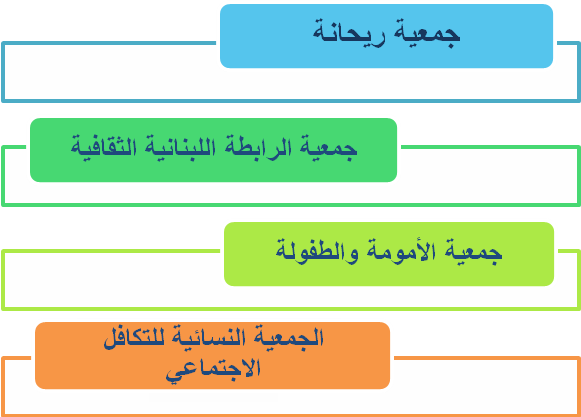 جمعية ريحانة
جمعية الرابطة اللبنانية الثقافية
جمعية الأمومة والطفولة
الجمعية النسائية للتكافل
الاجتماعي